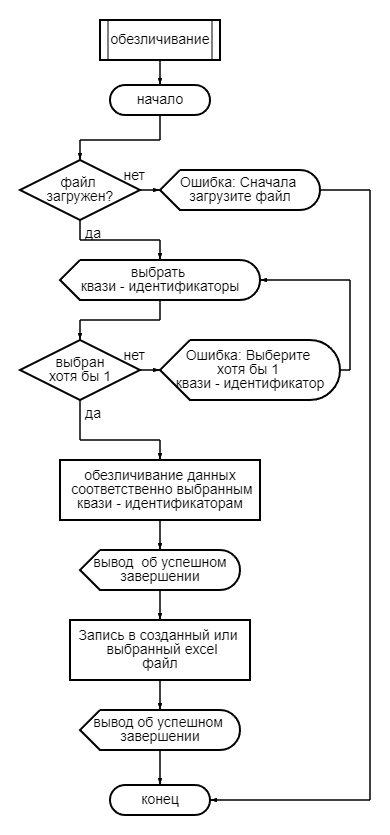 обезличивание
начало
файл
загружен?
нет
Ошибка: Сначала
загрузите файл
да
выбрать
квази - идентификаторы
выбран
хотя бы 1
нет
Ошибка: Выберите
хотя бы 1
квази - идентификатор
да
обезличивание данных
соответственно выбранным
квази - идентификаторам
вывод об успешном
завершении
Запись в созданный или
выбранный excel
файл
вывод об успешном
завершении
конец